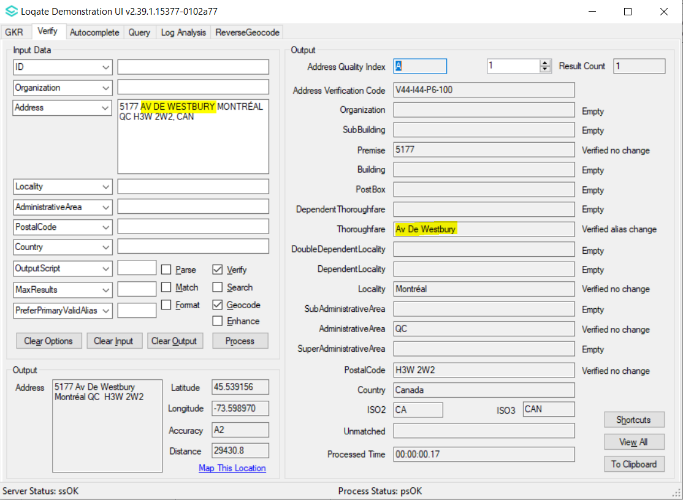 Loqate Demonstration UI v2.39.1.15377-0102a77
GKR Verify Autocomplete Query Log Analysis ReverseGeocode
Input Data
ID
Organization
Address
5177 AV DE WESTBURY MONTRÉAL
QC H3W 2W2, CAN
Locality
AdministrativeArea
PostalCode
Country
OutputScript
MaxResults
PreferPrimaryValidAlias
Parse
Verify
Match
Search
Format
Geocode
Enhance
Clear Options
Clear Input
Clear Output
Process
Output
Address
5177 Av De Westbury
Montréal QC H3W 2W2
Latitude 45.539156
Longitude -73.598970
Accuracy A2
Distance 29430.8
Map This Location
Output
Address Quality Index A 1 Result Count 1
Address Verification Code V44-I44-P6-100
Organization Empty
SubBuilding Empty
Premise 5177 Verified no change
Building Empty
PostBox Empty
DependentThoroughfare Empty
Thoroughfare Av De Westbury Verified alias change
DoubleDependentLocality Empty
DependentLocality Empty
Locality Montréal Verified no change
SubAdministrativeArea Empty
AdministrativeArea QC Verified no change
SuperAdministrativeArea Empty
PostalCode H3W 2W2 Verified no change
Country Canada
ISO2 CA ISO3 CAN
Unmatched
Processed Time 00:00:00.17
Shortcuts
View All
To Clipboard
Server Status: ssOK
Process Status: psOK